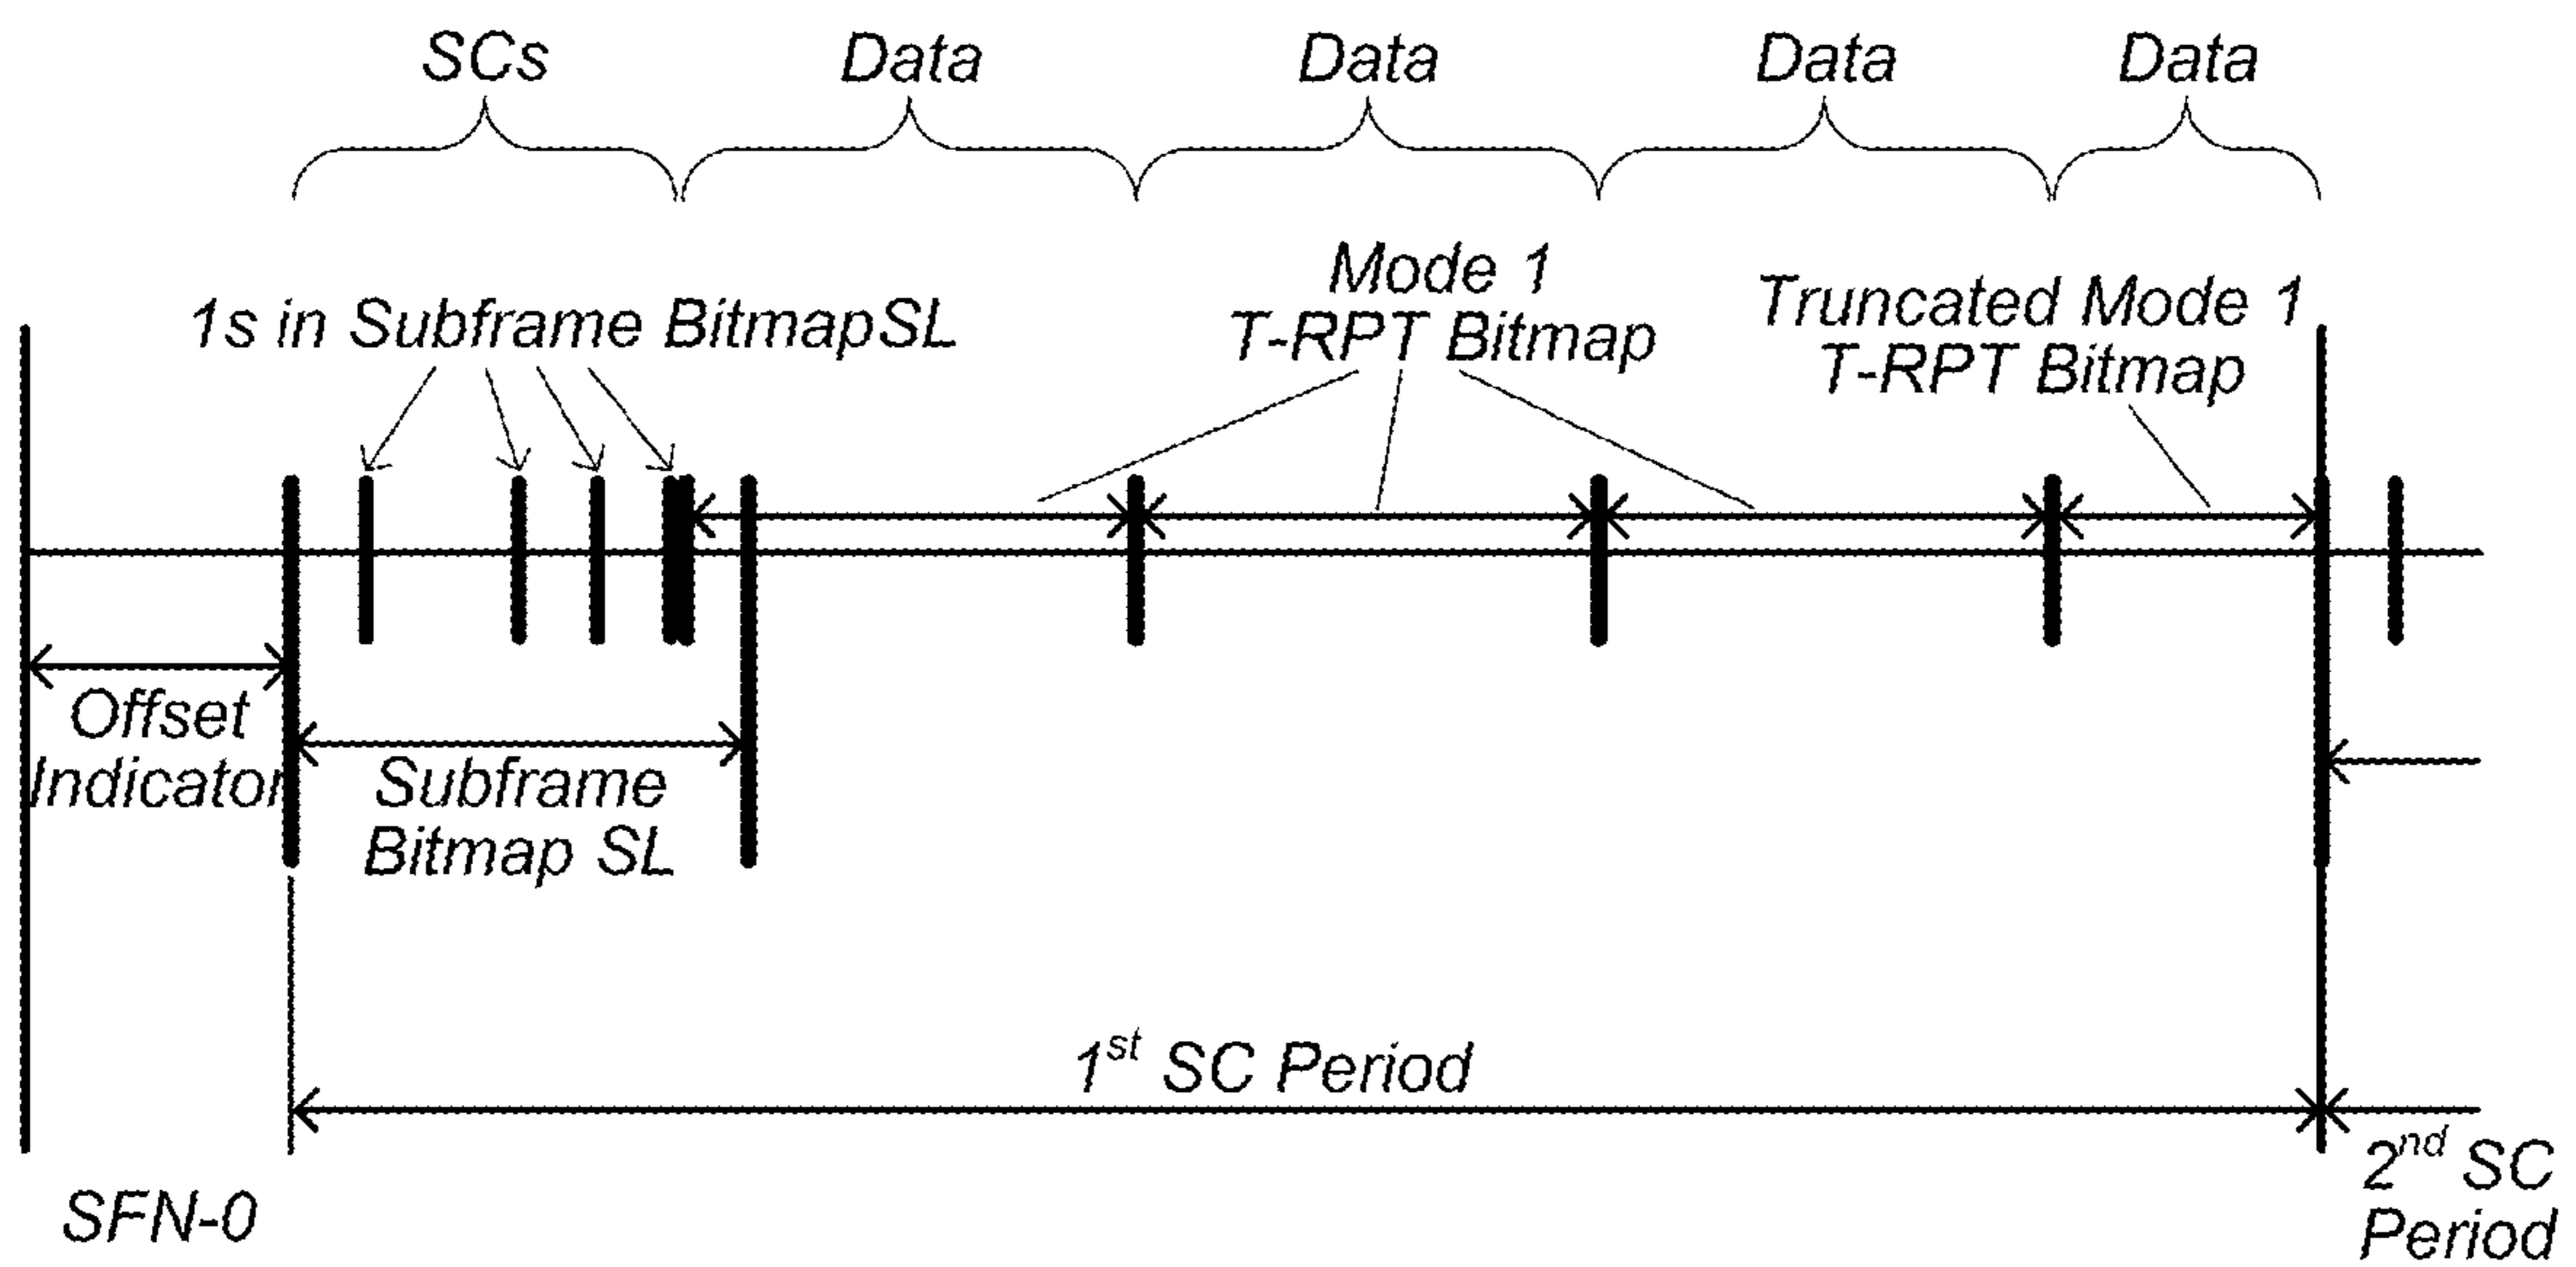 SCs
Data
Data
Data
Data
1s in Subframe BitmapSL
Mode 1
T-RPT Bitmap
Truncated Mode 1
T-RPT Bitmap
Offset
Indicator
Subframe
Bitmap SL
1st SC Period
SFN-0
2nd SC
Period